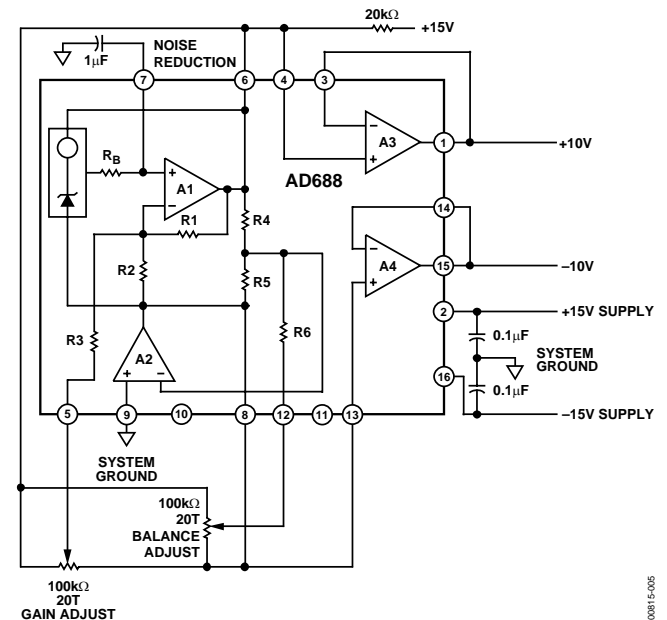 20kΩ
+15V
1μF
NOISE
REDUCTION
7
6
4
3
RB
A1
A3
1
+10V
AD688
R1
R4
14
R2
R5
A4
15
–10V
2
+15V SUPPLY
R3
R6
0.1μF
A2
SYSTEM
GROUND
16
0.1μF
5
9
10
8
12
11
13
–15V SUPPLY
SYSTEM
GROUND
100kΩ
20T
BALANCE
ADJUST
100kΩ
20T
GAIN ADJUST
00815-005